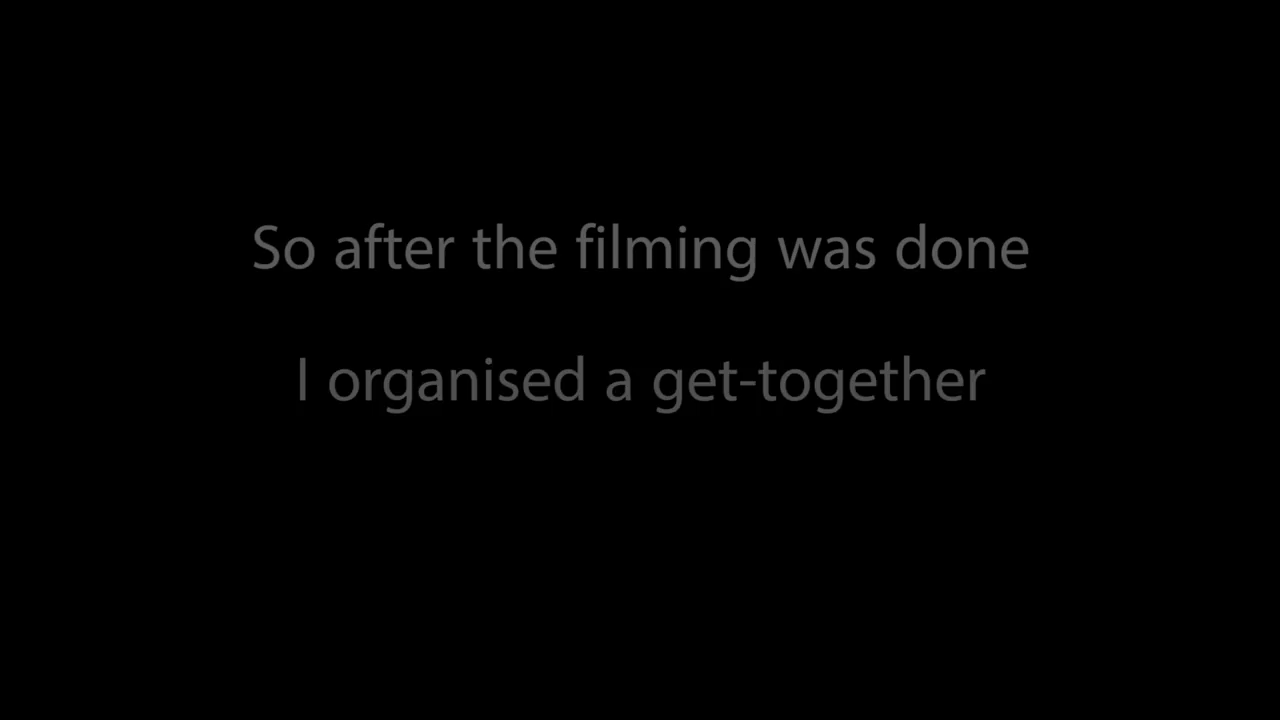 So after the filming was done
I organised a get-together